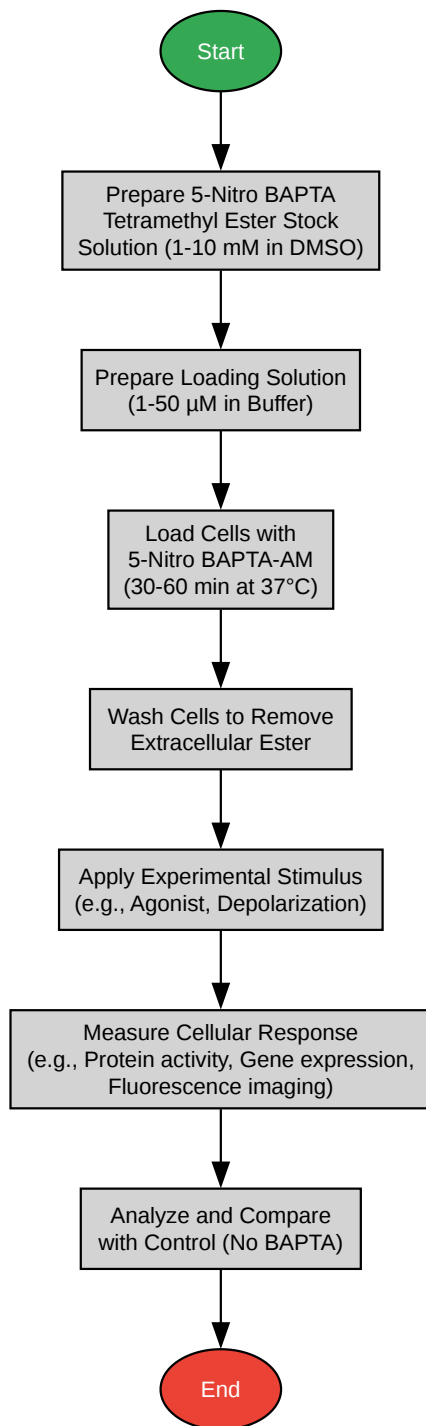 Start
Prepare 5-Nitro BAPTA
Tetramethyl Ester Stock
Solution (1-10 mM in DMSO)
Prepare Loading Solution
(1-50 µM in Buffer)
Load Cells with
5-Nitro BAPTA-AM
(30-60 min at 37°C)
Wash Cells to Remove
Extracellular Ester
Apply Experimental Stimulus
(e.g., Agonist, Depolarization)
Measure Cellular Response
(e.g., Protein activity, Gene expression,
Fluorescence imaging)
Analyze and Compare
with Control (No BAPTA)
End